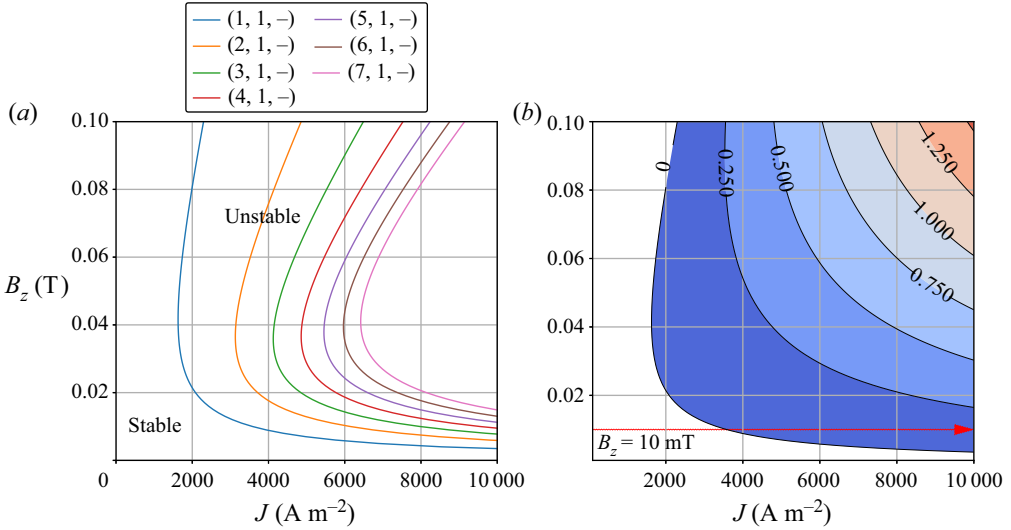 (1, 1, –) (5, 1, –)
(2, 1, –) (6, 1, –)
(3, 1, –) (7, 1, –)
(4, 1, –)
(a) (b)
0.10 0.10
0.08 0.08
0.06 0.06
0.04 0.04
0.02 0.02
B_z (T)
Unstable
Stable
0 0.250 0.500 0.750 1.000 1.250
B_z = 10 mT
0 2000 4000 6000 8000 10 000
2000 4000 6000 8000 10 000
J (A m⁻²) J (A m⁻²)